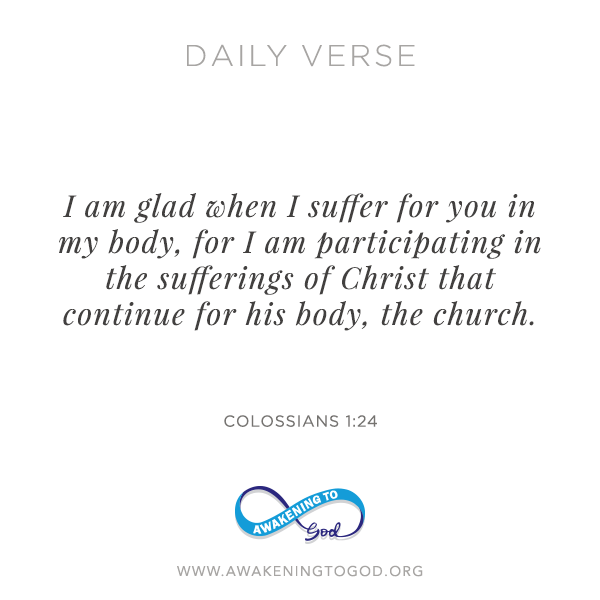 DAILY VERSE
I am glad when I suffer for you in
my body, for I am participating in
the sufferings of Christ that
continue for his body, the church.
COLOSSIANS 1:24
AWAKENING TO
God
WWW.AWAKENINGTOGOD.ORG